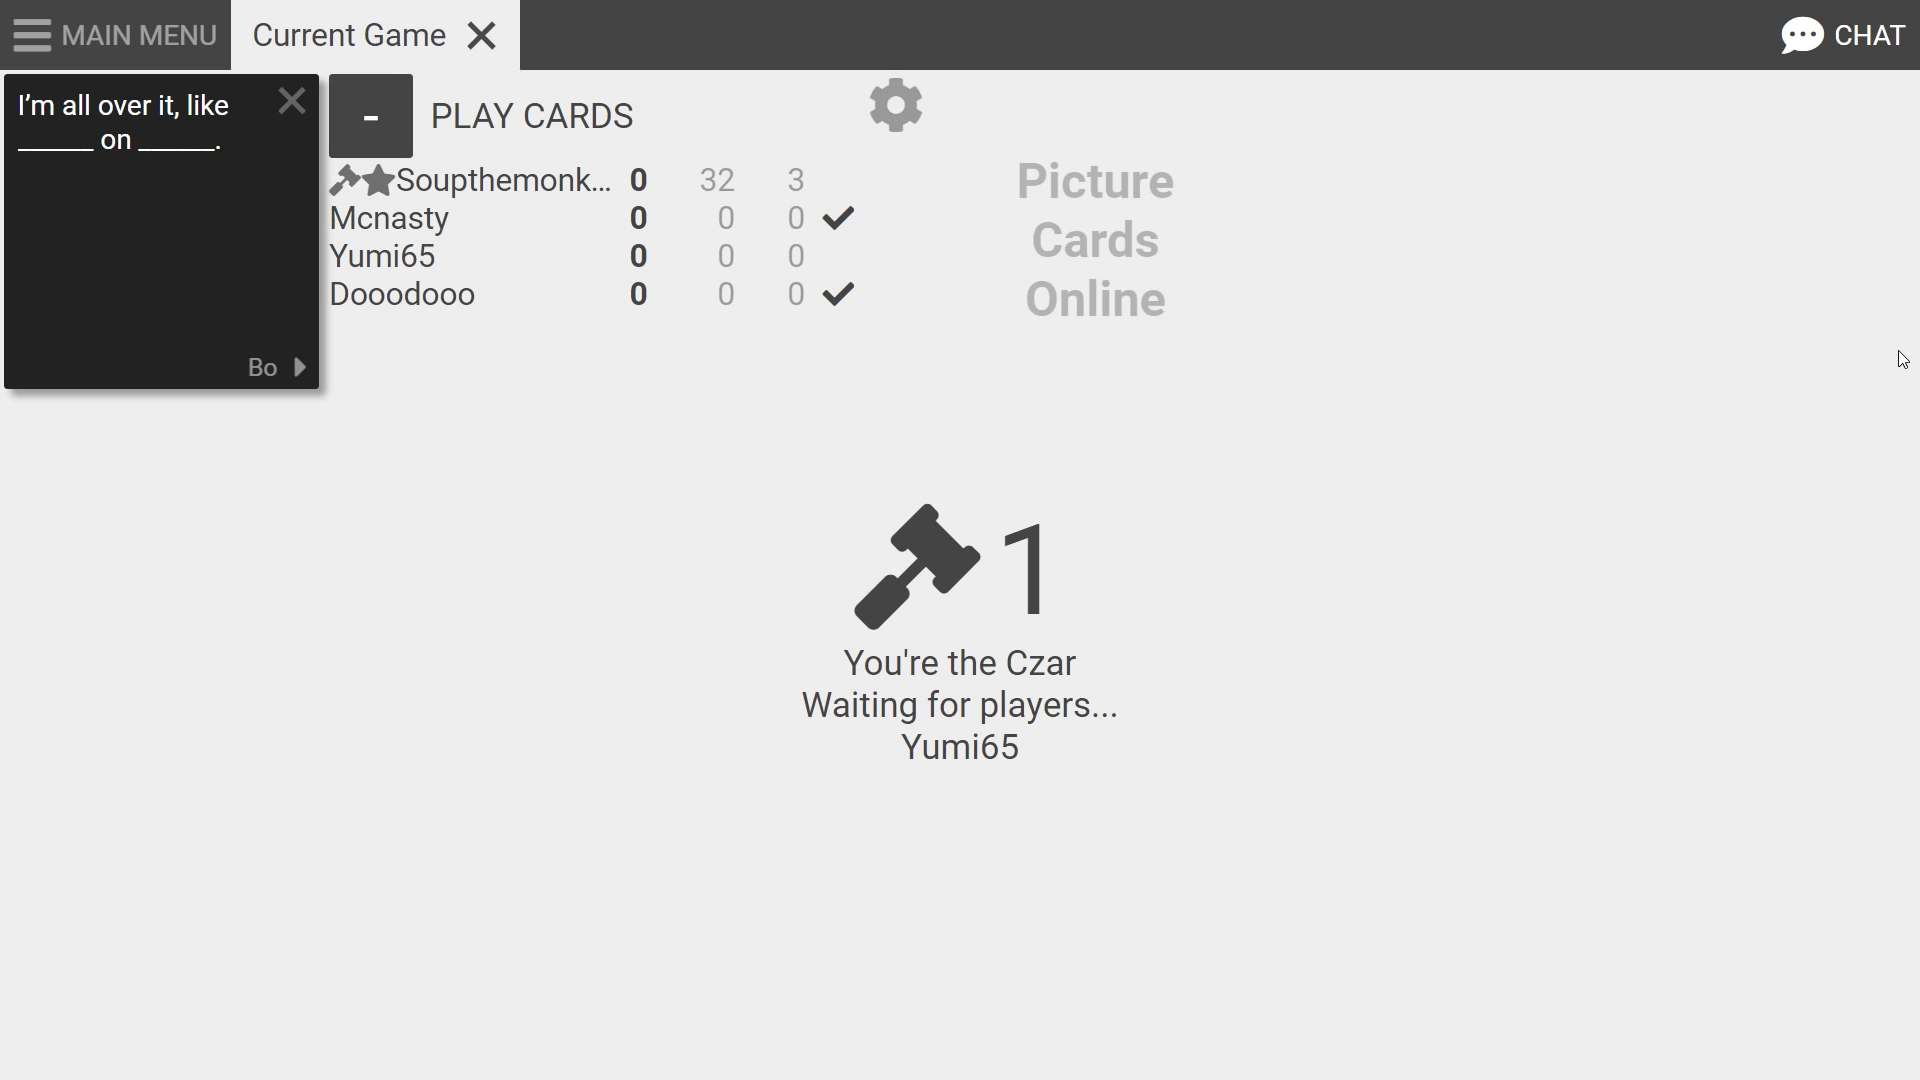 MAIN MENU
Current Game
CHAT
I’m all over it, like
______ on ______.
Bo
-
PLAY CARDS
Soupthemonk... 0 32 3
Mcnasty 0 0 0
Yumi65 0 0 0
Dooodooo 0 0 0
Picture
Cards
Online
1
You're the Czar
Waiting for players...
Yumi65